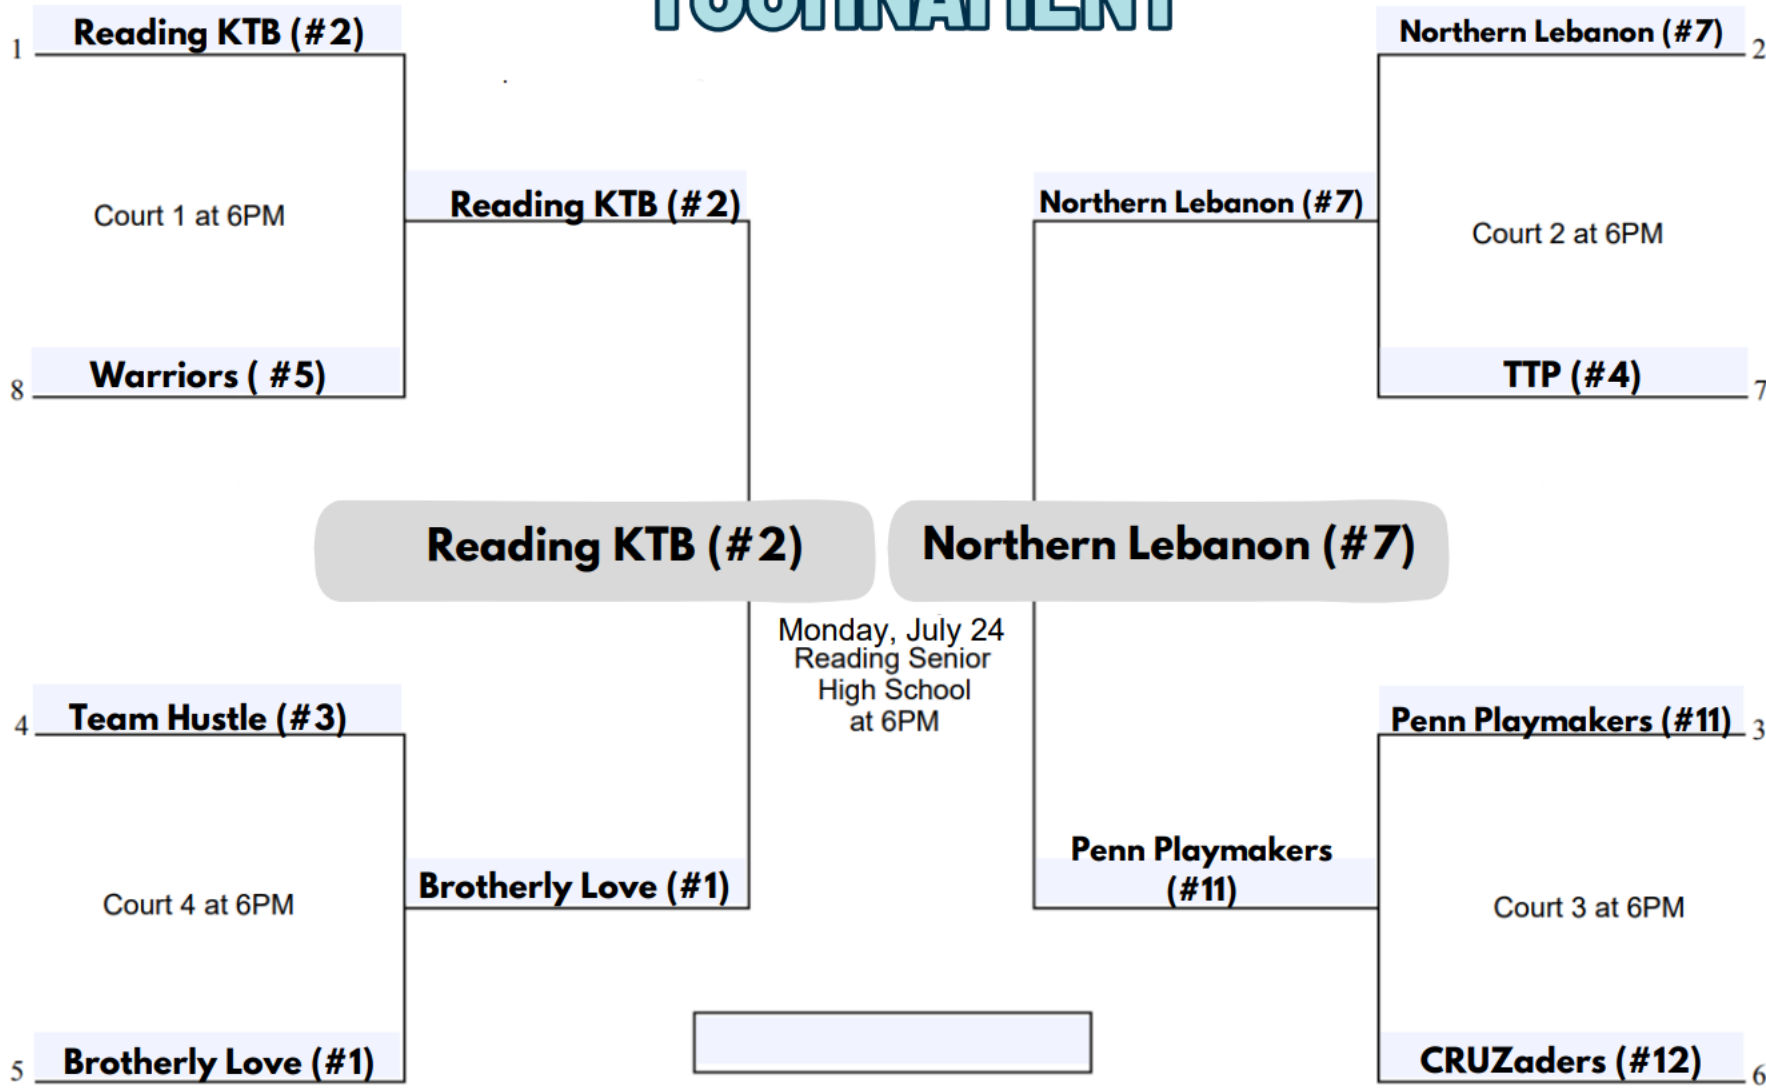 TOURNAMENT
Reading KTB (#2)
1
Northern Lebanon (#7)
2
Reading KTB (#2)
Northern Lebanon (#7)
Court 1 at 6PM
Court 2 at 6PM
Warriors ( #5)
8
TTP (#4)
7
Reading KTB (#2)
Northern Lebanon (#7)
Monday, July 24
Reading Senior
High School
at 6PM
Team Hustle (#3)
4
Penn Playmakers (#11)
3
Brotherly Love (#1)
Penn Playmakers
(#11)
Court 4 at 6PM
Court 3 at 6PM
Brotherly Love (#1)
5
CRUZaders (#12)
6